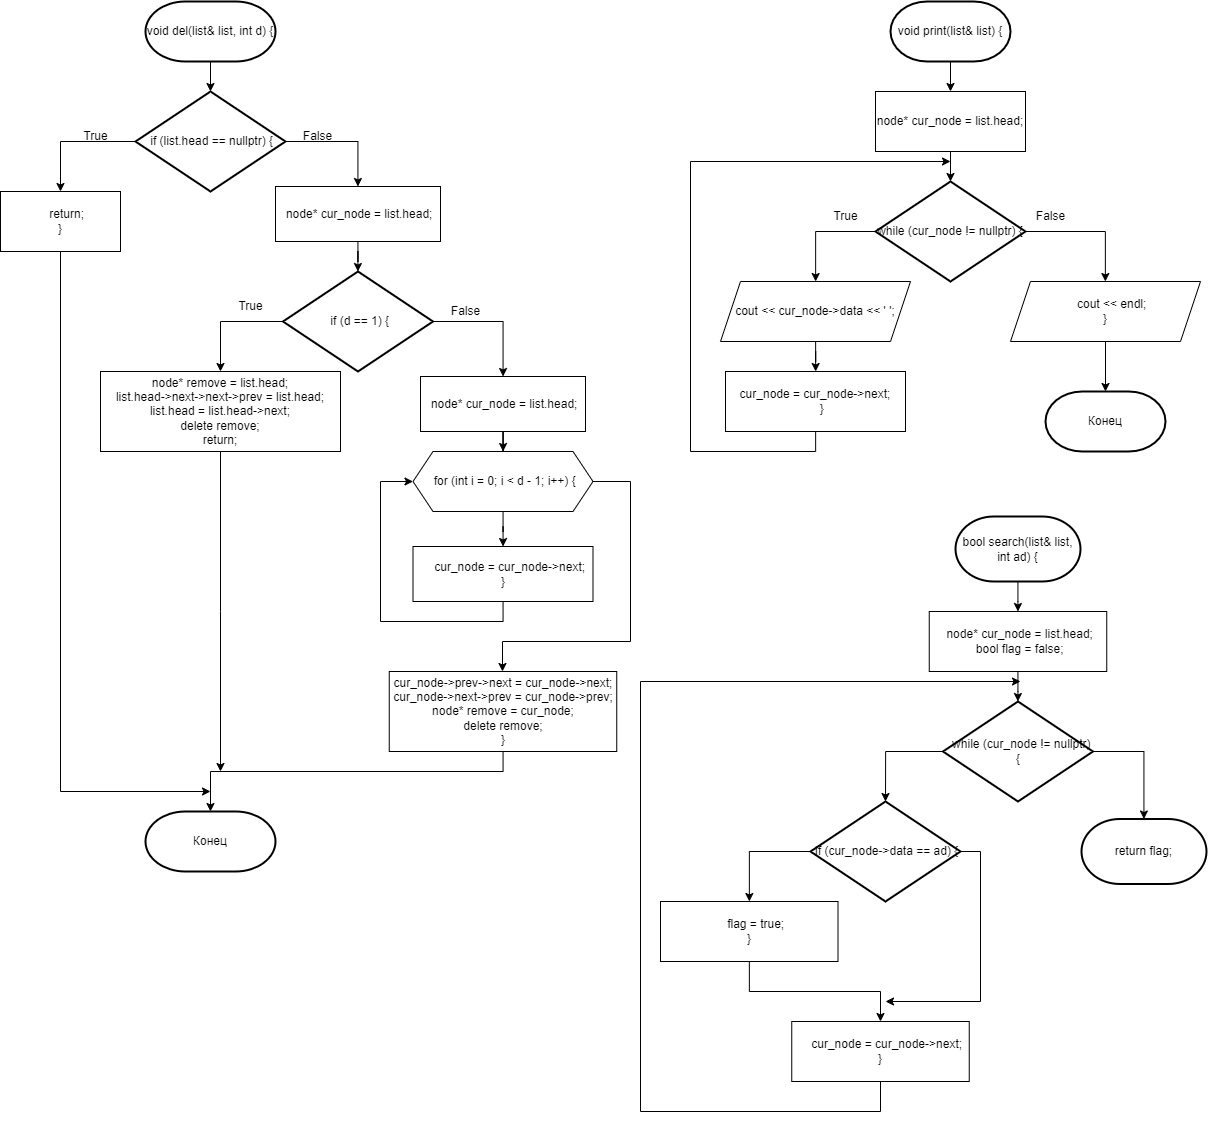 void del(list& list, int d) {
if (list.head == nullptr) {
True
False
return;
}
node* cur_node = list.head;
if (d == 1) {
True
False
node* remove = list.head;
list.head->next->next->prev = list.head;
list.head = list.head->next;
delete remove;
return;
node* cur_node = list.head;
for (int i = 0; i < d - 1; i++) {
cur_node = cur_node->next;
}
cur_node->prev->next = cur_node->next;
cur_node->next->prev = cur_node->prev;
node* remove = cur_node;
delete remove;
}
Конец
void print(list& list) {
node* cur_node = list.head;
while (cur_node != nullptr) {
True
False
cout << cur_node->data << ' ';
cur_node = cur_node->next;
}
cout << endl;
}
Конец
bool search(list& list,
int ad) {
node* cur_node = list.head;
bool flag = false;
while (cur_node != nullptr)
{
if (cur_node->data == ad) {
flag = true;
}
cur_node = cur_node->next;
}
return flag;